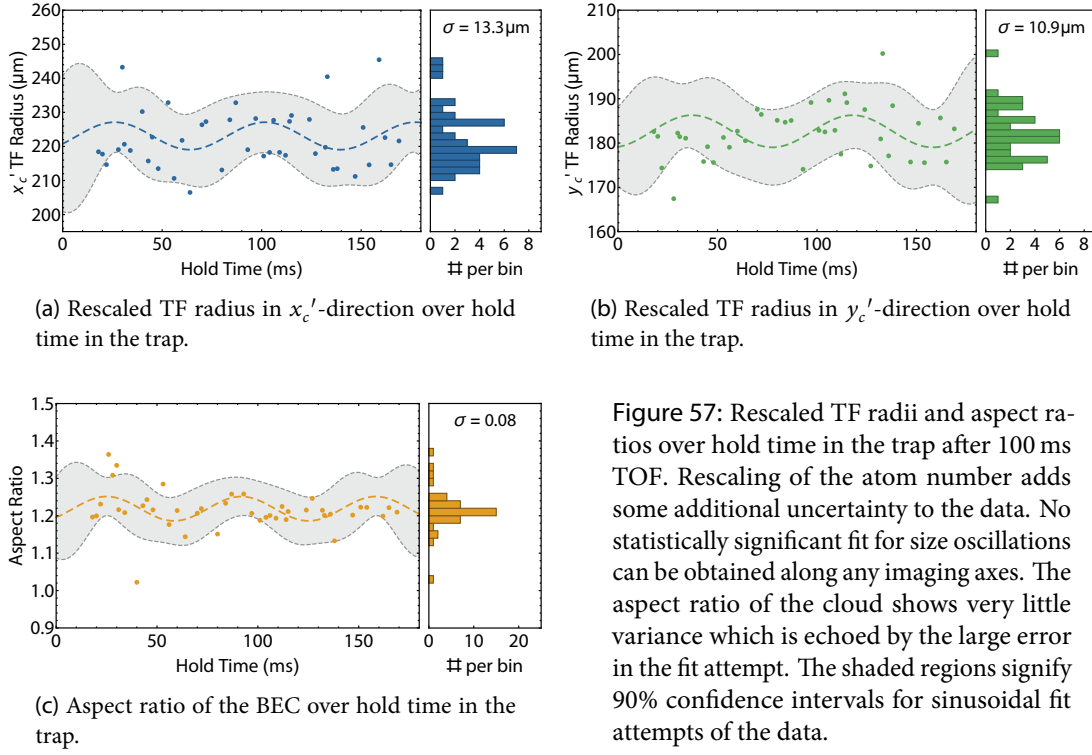 260
250
240
230
220
210
200
x_c' TF Radius (μm)
0 50 100 150
Hold Time (ms)
σ = 13.3μm
0 2 4 6 8
# per bin
(a) Rescaled TF radius in x_c'-direction over hold
time in the trap.
210
200
190
180
170
160
y_c' TF Radius (μm)
0 50 100 150
Hold Time (ms)
σ = 10.9μm
0 2 4 6 8
# per bin
(b) Rescaled TF radius in y_c'-direction over hold
time in the trap.
1.5
1.4
1.3
1.2
1.1
1.0
0.9
Aspect Ratio
0 50 100 150
Hold Time (ms)
σ = 0.08
0 10 20
# per bin
(c) Aspect ratio of the BEC over hold time in the
trap.
Figure 57: Rescaled TF radii and aspect ra-
tios over hold time in the trap after 100 ms
TOF. Rescaling of the atom number adds
some additional uncertainty to the data. No
statistically significant fit for size oscillations
can be obtained along any imaging axes. The
aspect ratio of the cloud shows very little
variance which is echoed by the large error
in the fit attempt. The shaded regions signify
90% confidence intervals for sinusoidal fit
attempts of the data.